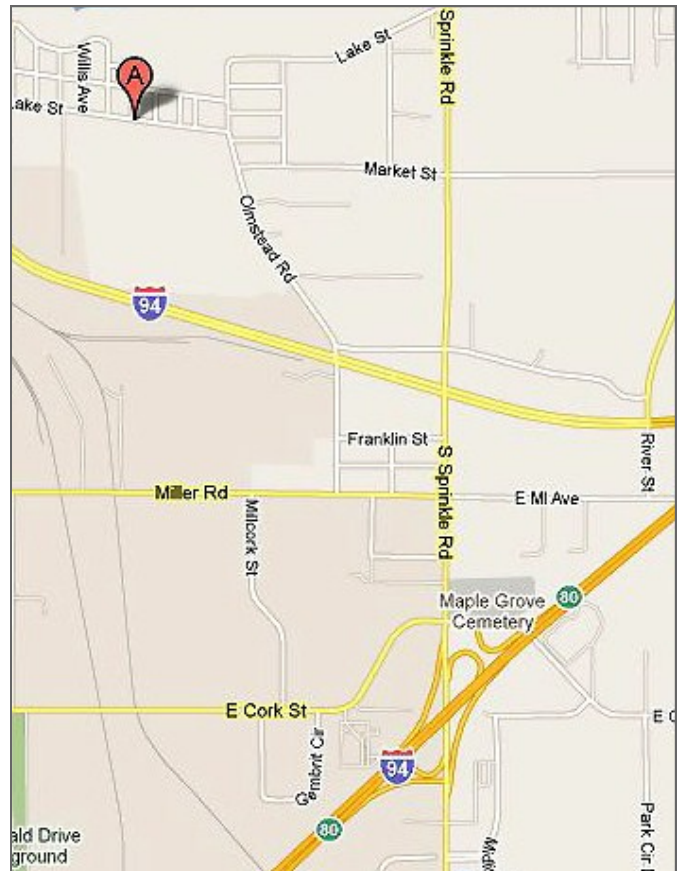 Sprinkle Rd
Lake St
Willis Ave
A
ake St
Market St
Olmstead Rd
94
Franklin St
River St
S Sprinkle Rd
Miller Rd
E MI Ave
Millcork St
80
Maple Grove
Cemetery
E Cork St
E C
Gembrit Cir
94
80
Park Cir
ald Drive
ground